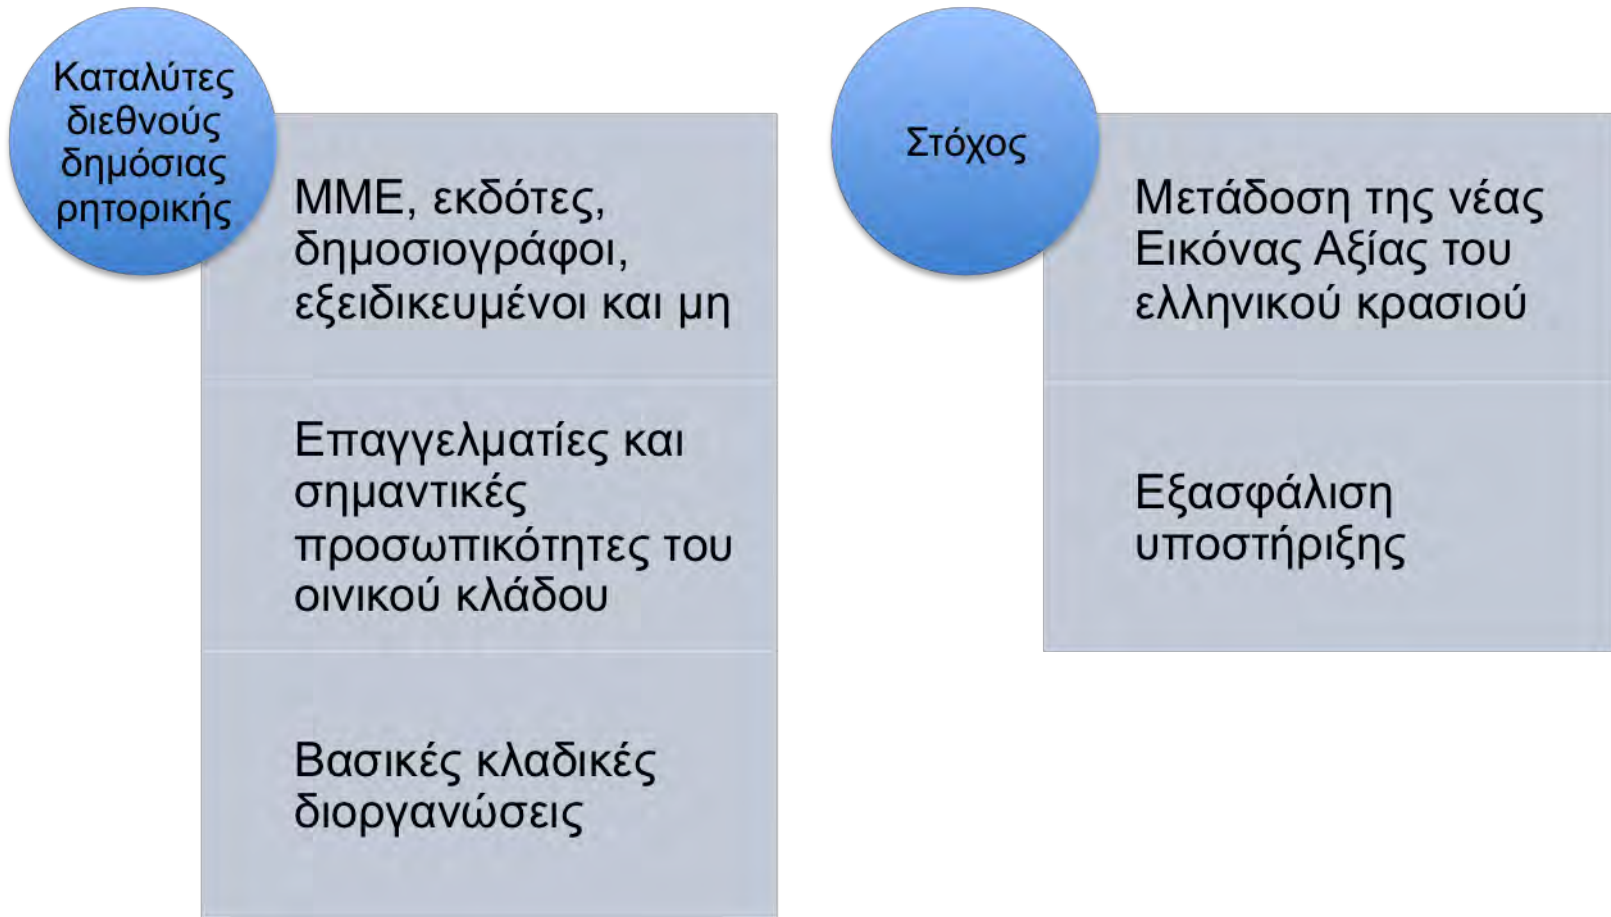 Καταλύτες
διεθνούς
δημόσιας
ρητορικής
ΜΜΕ, εκδότες,
δημοσιογράφοι,
εξειδικευμένοι και μη
Επαγγελματίες και
σημαντικές
προσωπικότητες του
οινικού κλάδου
Βασικές κλαδικές
διοργανώσεις
Στόχος
Μετάδοση της νέας
Εικόνας Αξίας του
ελληνικού κρασιού
Εξασφάλιση
υποστήριξης